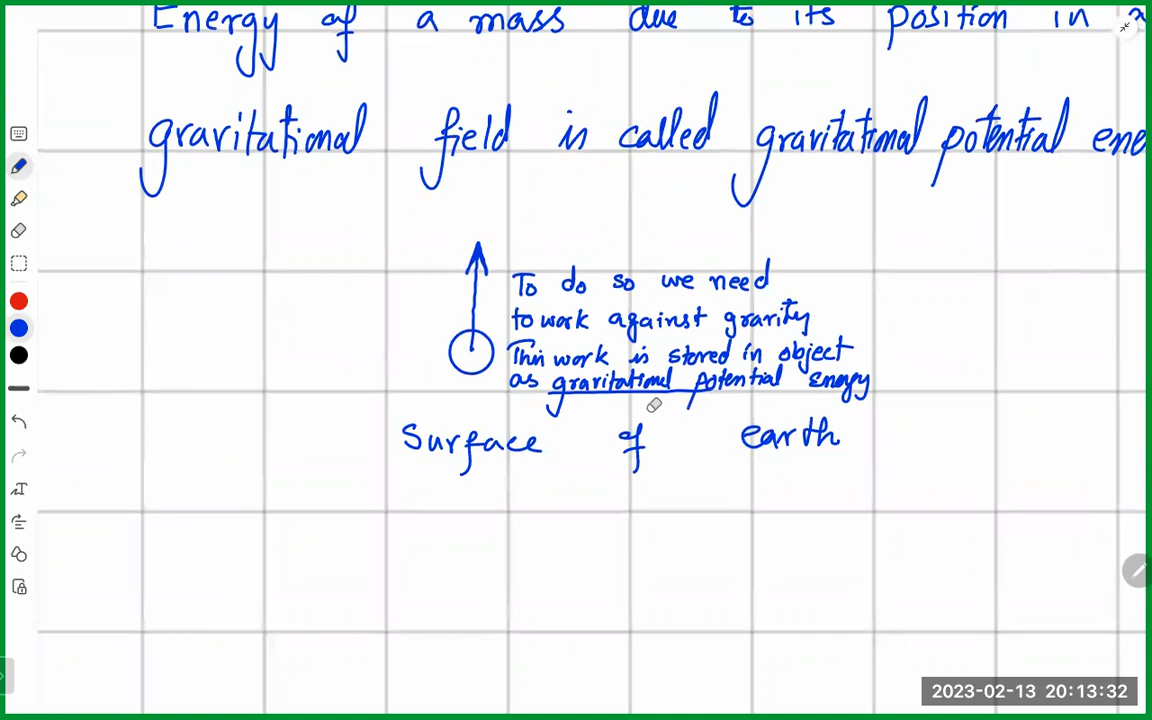 Energy of a mass due to its position in
gravitational field is called gravitational potential ene
To do so we need
to work against gravity
This work is stored in object
as gravitational potential energy
Surface of earth
2023-02-13 20:13:32